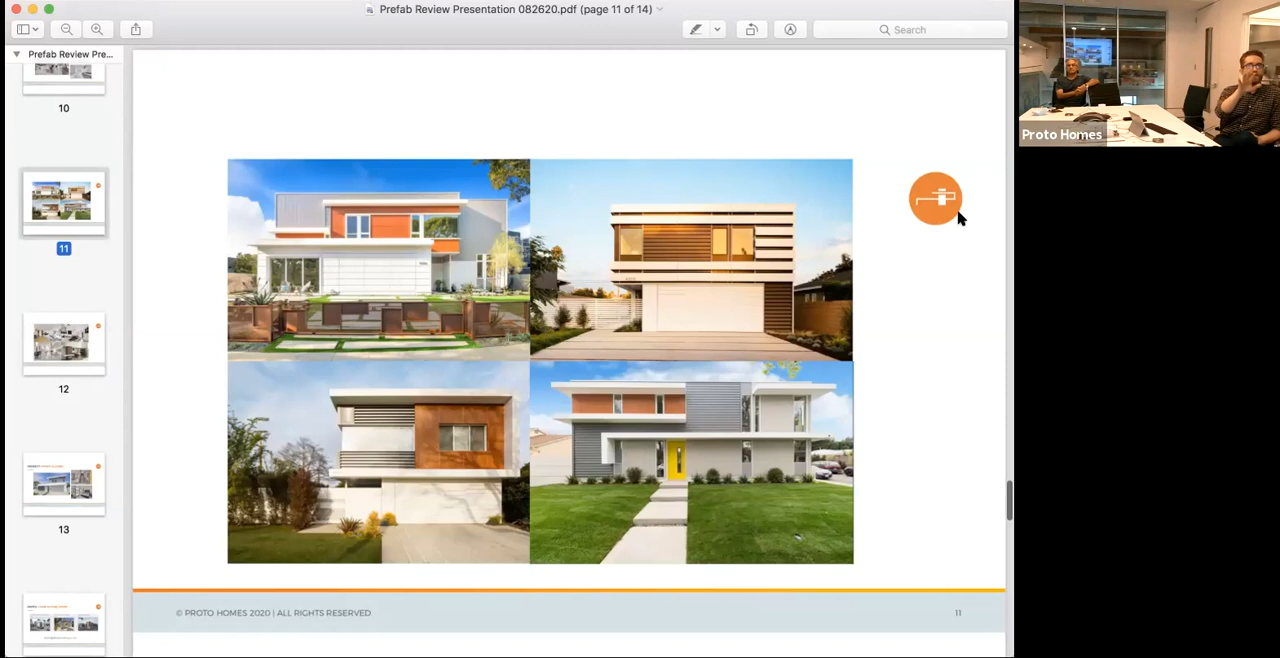 Prefab Review Presentation 082620.pdf (page 11 of 14)
Search
Prefab Review Pre...
10
11
12
13
Proto Homes
© PROTO HOMES 2020 | ALL RIGHTS RESERVED
11